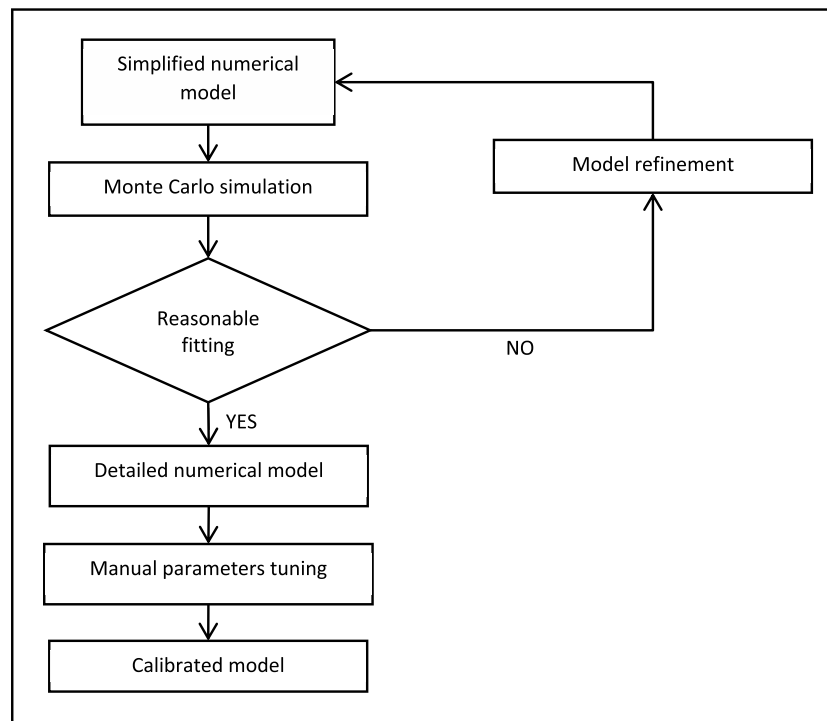 Simplified numerical
model
Model refinement
Monte Carlo simulation
Reasonable
fitting
NO
YES
Detailed numerical model
Manual parameters tuning
Calibrated model